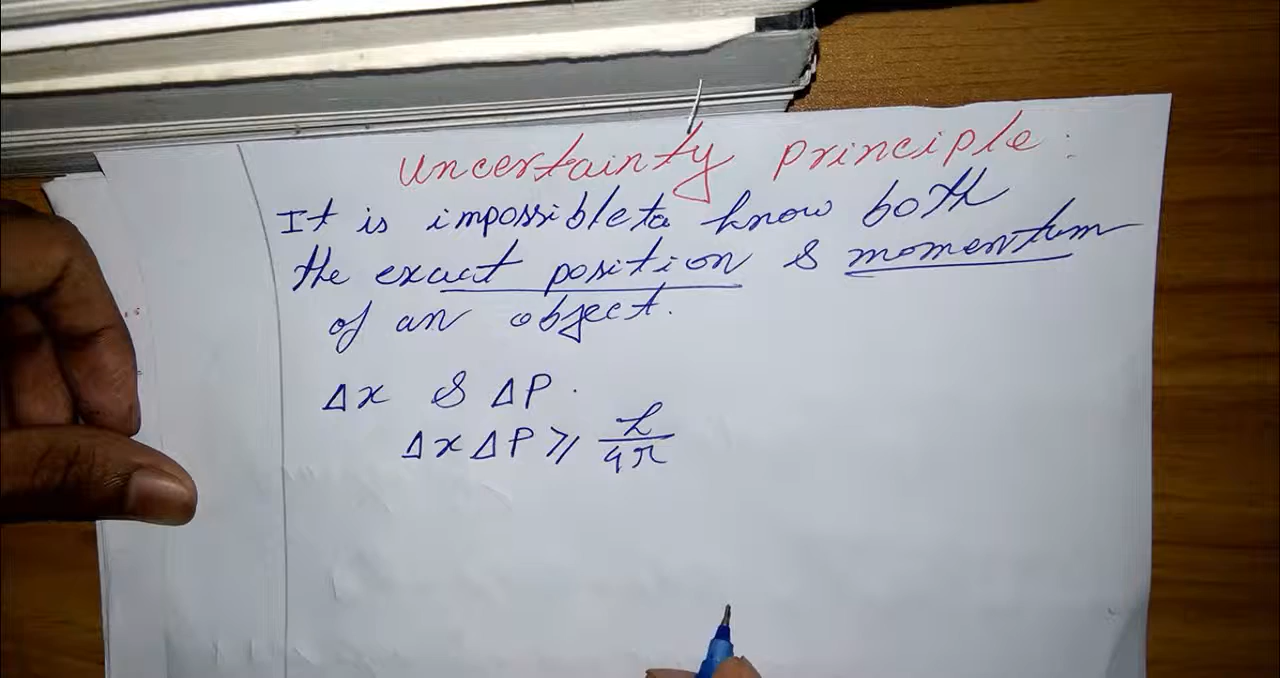 Uncertainty principle:
It is impossible to know both
the exact position & momentum
of an object.
Δx & ΔP.
ΔxΔP ≥ h/4π